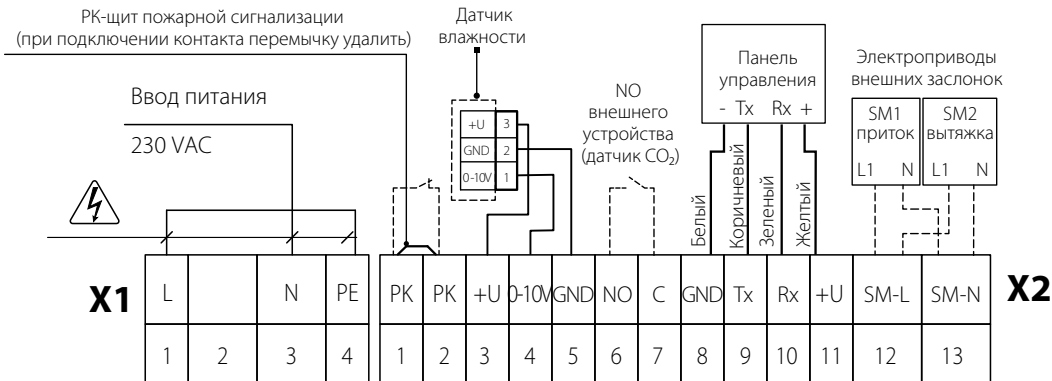 РК-щит пожарной сигнализации
(при подключении контакта перемычку удалить)
Датчик
влажности
Ввод питания
230 VAC
+U 3
GND 2
0-10V 1
NO
внешнего
устройства
(датчик CO₂)
Панель
управления
- Tx Rx +
Белый
Коричневый
Зеленый
Желтый
Электроприводы
внешних заслонок
SM1 SM2
приток вытяжка
L1 N L1 N
X1 L N PE PK PK +U 0-10V GND NO C GND Tx Rx +U SM-L SM-N X2
1 2 3 4 1 2 3 4 5 6 7 8 9 10 11 12 13